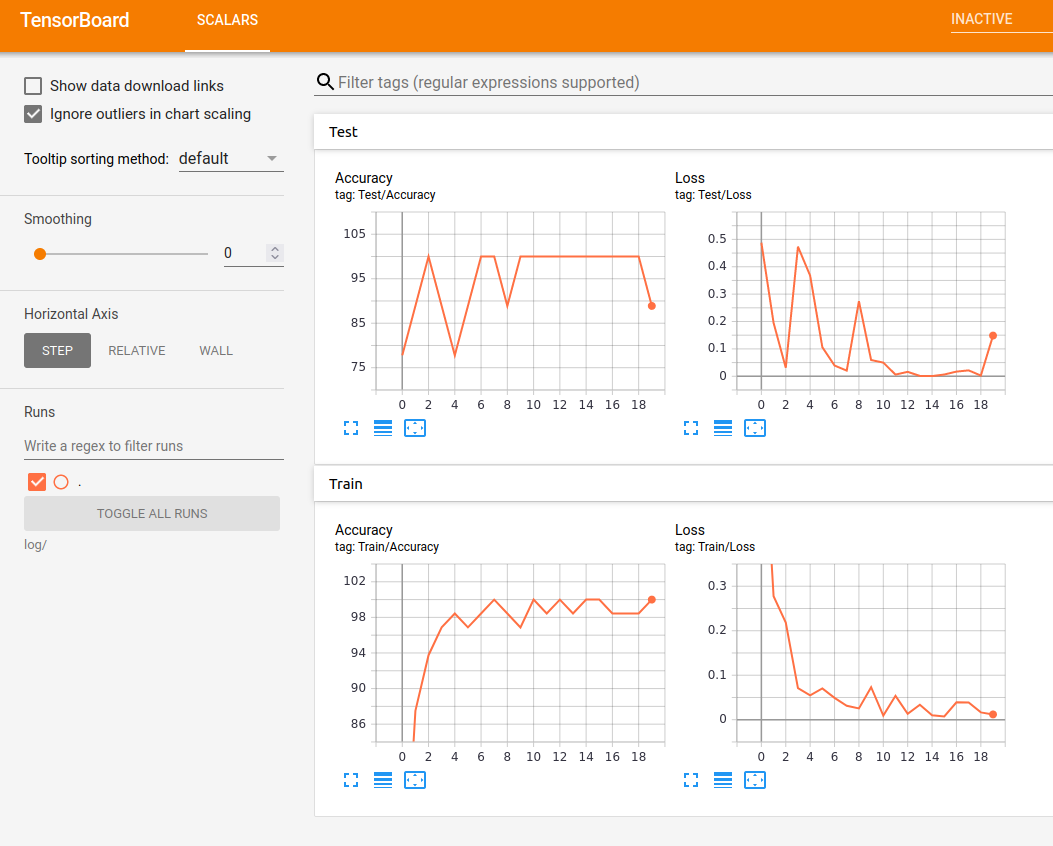 TensorBoard
SCALARS
INACTIVE
Show data download links
Ignore outliers in chart scaling
Tooltip sorting method: default
Smoothing
0
Horizontal Axis
STEP RELATIVE WALL
Runs
Write a regex to filter runs
.
TOGGLE ALL RUNS
log/
Filter tags (regular expressions supported)
Test
Accuracy
tag: Test/Accuracy
105
95
85
75
0 2 4 6 8 10 12 14 16 18
Loss
tag: Test/Loss
0.5
0.4
0.3
0.2
0.1
0
0 2 4 6 8 10 12 14 16 18
Train
Accuracy
tag: Train/Accuracy
102
98
94
90
86
0 2 4 6 8 10 12 14 16 18
Loss
tag: Train/Loss
0.3
0.2
0.1
0
0 2 4 6 8 10 12 14 16 18